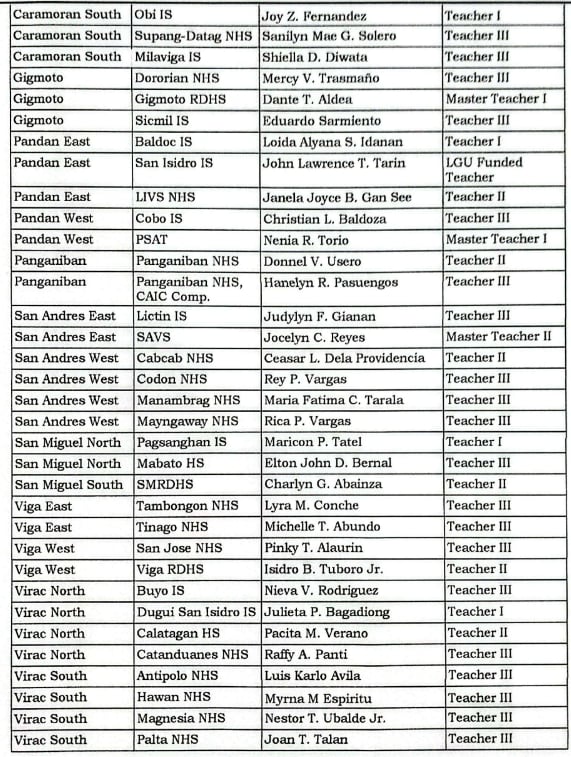 Caramoran South Obi IS Joy Z. Fernandez Teacher I
Caramoran South Supang-Datag NHS Sanilyn Mae G. Solero Teacher III
Caramoran South Milaviga IS Shiella D. Diwata Teacher III
Gigmoto Dororian NHS Mercy V. Trasmaño Teacher III
Gigmoto Gigmoto RDHS Dante T. Aldea Master Teacher I
Gigmoto Sicmil IS Eduardo Sarmiento Teacher III
Pandan East Baldoc IS Loida Alyana S. Idanan Teacher I
Pandan East San Isidro IS John Lawrence T. Tarin LGU Funded
Teacher
Pandan East LIVS NHS Janela Joyce B. Gan See Teacher II
Pandan West Cobo IS Christian L. Baldoza Teacher III
Pandan West PSAT Nenia R. Torio Master Teacher I
Panganiban Panganiban NHS Donnel V. Usero Teacher II
Panganiban Panganiban NHS, Hanelyn R. Pasuengos Teacher III
CAIC Comp.
San Andres East Lictin IS Judylyn F. Gianan Teacher III
San Andres East SAVS Jocelyn C. Reyes Master Teacher II
San Andres West Cabcab NHS Ceasar L. Dela Providencia Teacher II
San Andres West Codon NHS Rey P. Vargas Teacher III
San Andres West Manambrag NHS Maria Fatima C. Tarala Teacher III
San Andres West Mayngaway NHS Rica P. Vargas Teacher III
San Miguel North Pagsanghan IS Maricon P. Tatel Teacher I
San Miguel North Mabato HS Elton John D. Bernal Teacher III
San Miguel South SMRDHS Charlyn G. Abainza Teacher II
Viga East Tambongon NHS Lyra M. Conche Teacher III
Viga East Tinago NHS Michelle T. Abundo Teacher III
Viga West San Jose NHS Pinky T. Alaurin Teacher III
Viga West Viga RDHS Isidro B. Tuboro Jr. Teacher II
Virac North Buyo IS Nieva V. Rodriguez Teacher III
Virac North Dugui San Isidro IS Julieta P. Bagadiong Teacher I
Virac North Calatagan HS Pacita M. Verano Teacher II
Virac North Catanduanes NHS Raffy A. Panti Teacher III
Virac South Antipolo NHS Luis Karlo Avila Teacher III
Virac South Hawan NHS Myrna M Espiritu Teacher III
Virac South Magnesia NHS Nestor T. Ubalde Jr. Teacher III
Virac South Palta NHS Joan T. Talan Teacher III